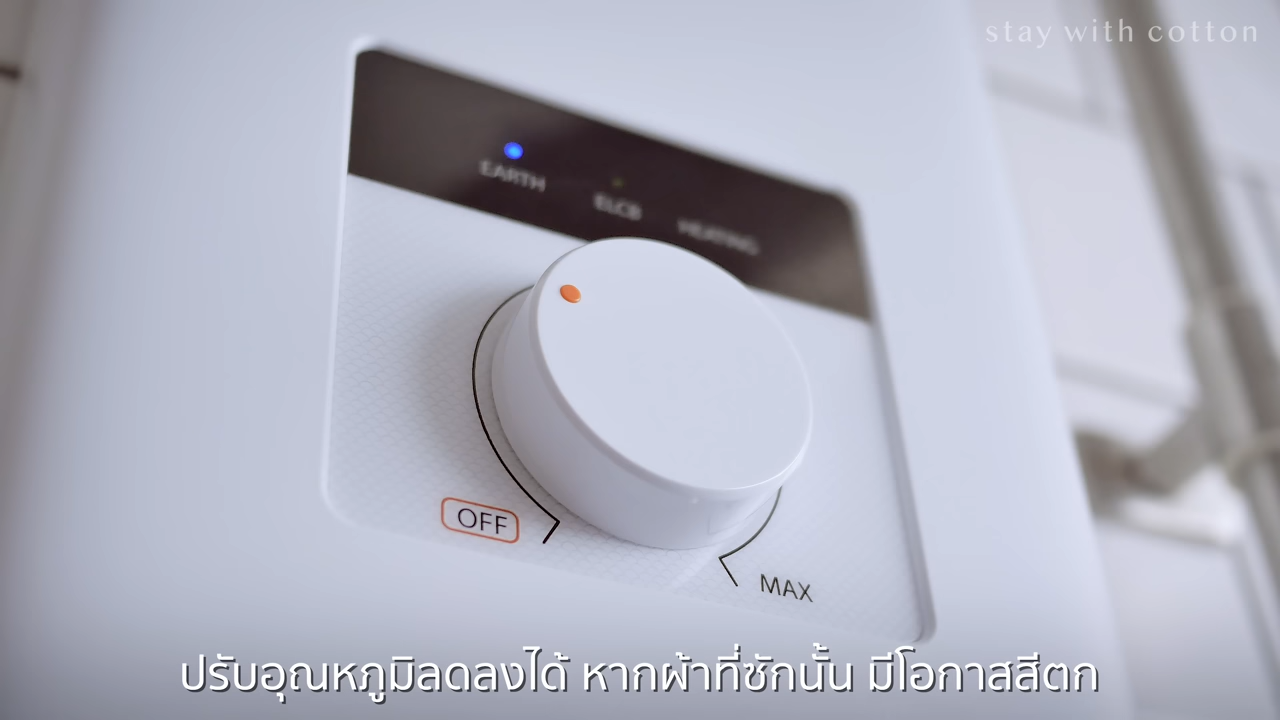 stay with cotton
EARTH
ELCB
HEATING
OFF
MAX
ปรับอุณหภูมิลดลงได้ หากผ้าที่ซักนั้น มีโอกาสสีตก